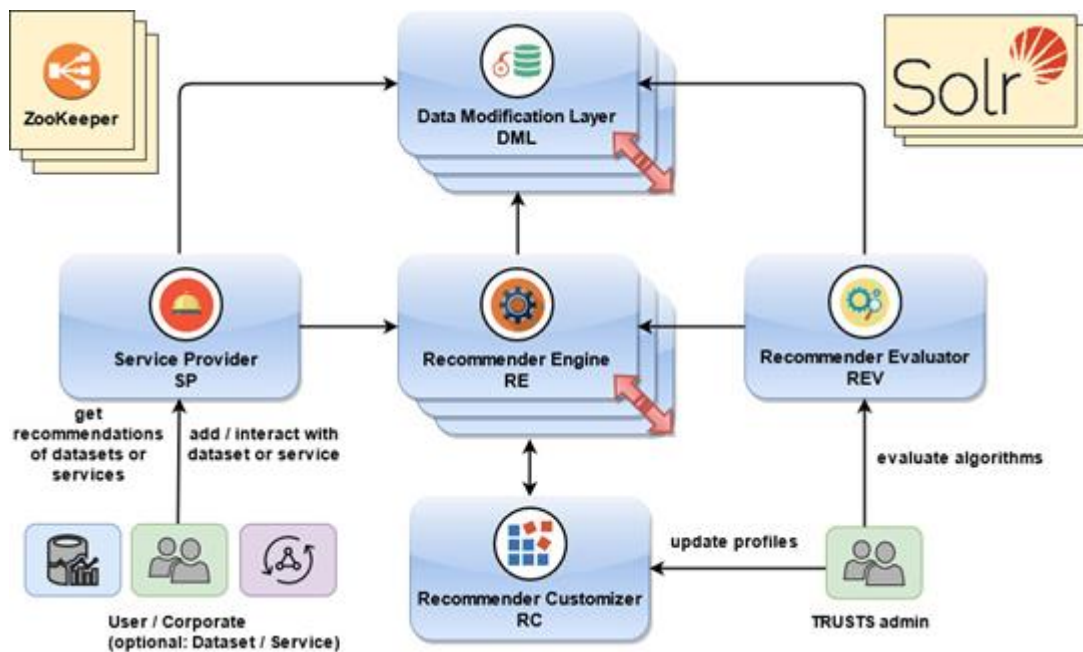 ZooKeeper
Data Modification Layer
DML
Solr
Service Provider
SP
Recommender Engine
RE
Recommender Evaluator
REV
get
recommendations
of datasets or
services
add / interact with
dataset or service
evaluate algorithms
update profiles
User / Corporate
(optional: Dataset / Service)
Recommender Customizer
RC
TRUSTS admin